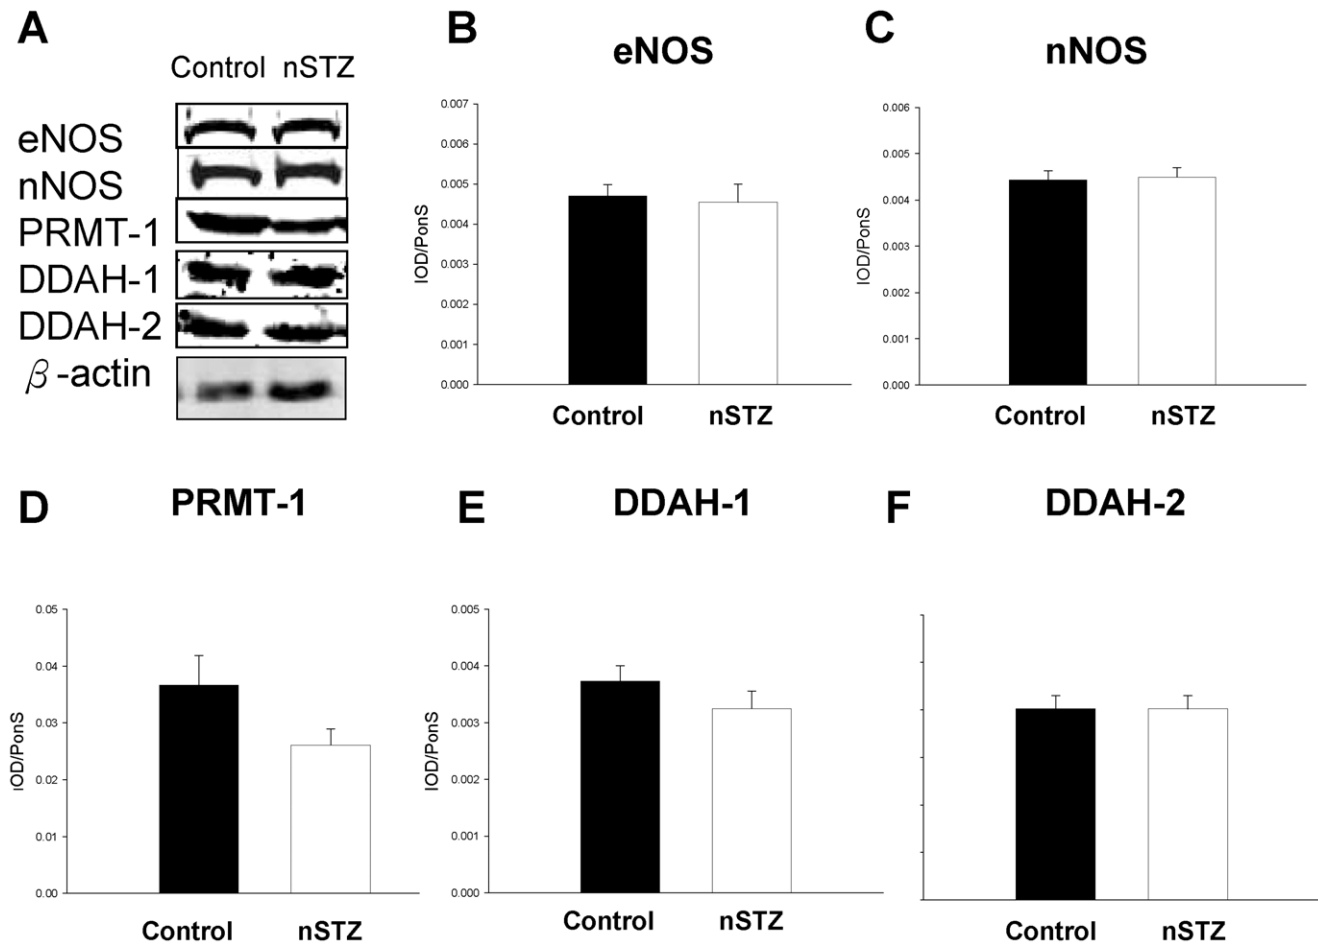 A
Control nSTZ
eNOS
nNOS
PRMT-1
DDAH-1
DDAH-2
β-actin
B
eNOS
0.007
0.006
0.005
0.004
0.003
0.002
0.001
0.000
IOD/PonS
Control nSTZ
C
nNOS
0.006
0.005
0.004
0.003
0.002
0.001
0.000
IOD/PonS
Control nSTZ
D
PRMT-1
0.05
0.04
0.03
0.02
0.01
0.00
IOD/PonS
Control nSTZ
E
DDAH-1
0.005
0.004
0.003
0.002
0.001
0.000
IOD/PonS
Control nSTZ
F
DDAH-2
Control nSTZ